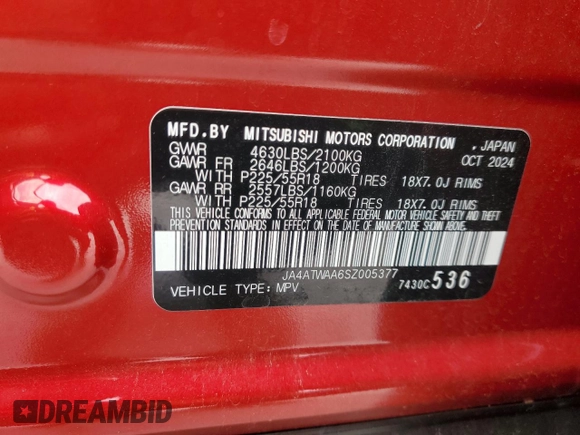 MFD.BY MITSUBISHI MOTORS CORPORATION , JAPAN
GVWR 4630LBS/2100KG OCT 2024
GAWR FR 2646LBS/1200KG
WITH P225/55R18 TIRES 18X7.0J RIMS
GAWR RR 2557LBS/1160KG
WITH P225/55R18 TIRES 18X7.0J RIMS
THIS VEHICLE CONFORMS TO ALL APPLICABLE FEDERAL MOTOR VEHICLE SAFETY AND THEFT
PREVENTION STANDARDS IN EFFECT ON THE DATE OF MANUFACTURE SHOWN ABOVE.
JA4ATWAA6SZ005377
VEHICLE TYPE: MPV 7430C 536
DREAMBID